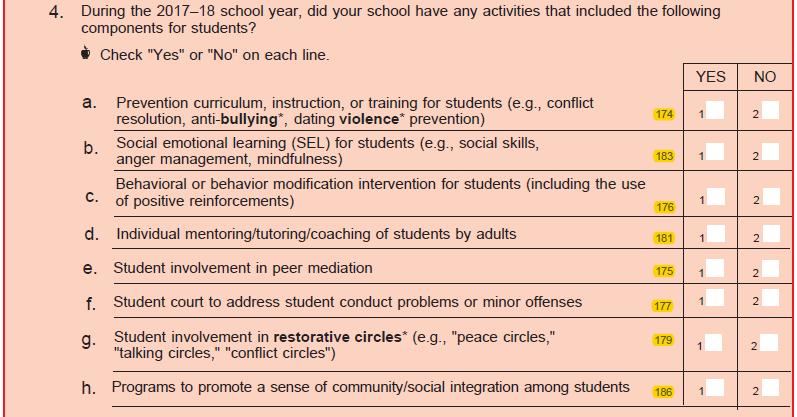 4. During the 2017–18 school year, did your school have any activities that included the following
components for students?
Check "Yes" or "No" on each line.
YES NO
a. Prevention curriculum, instruction, or training for students (e.g., conflict
resolution, anti-bullying*, dating violence* prevention) 174 1 2
b. Social emotional learning (SEL) for students (e.g., social skills,
anger management, mindfulness) 183 1 2
c. Behavioral or behavior modification intervention for students (including the use
of positive reinforcements) 176 1 2
d. Individual mentoring/tutoring/coaching of students by adults 181 1 2
e. Student involvement in peer mediation 175 1 2
f. Student court to address student conduct problems or minor offenses 177 1 2
g. Student involvement in restorative circles* (e.g., "peace circles,"
"talking circles," "conflict circles") 179 1 2
h. Programs to promote a sense of community/social integration among students 186 1 2